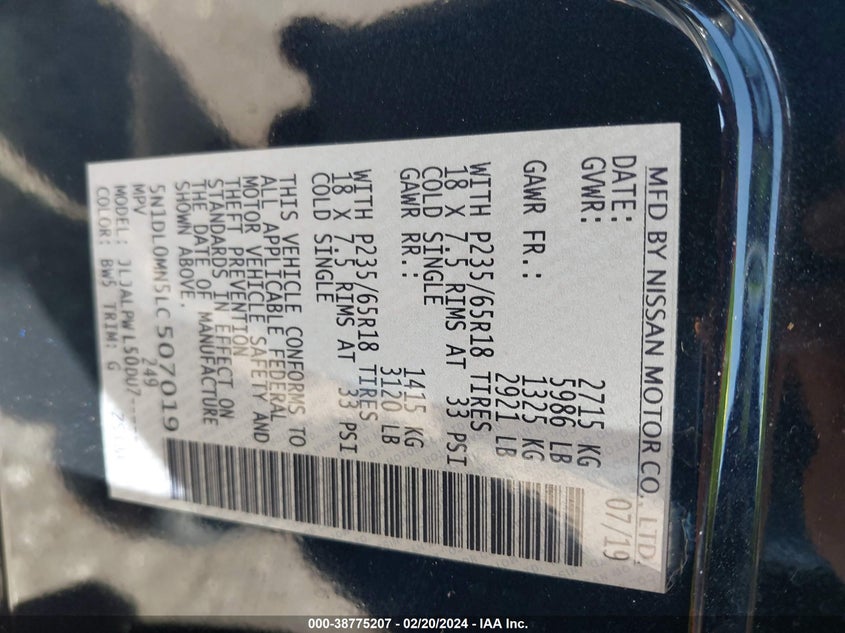 MFD BY NISSAN MOTOR CO., LTD.
DATE: 07/19
GVWR: 2715 KG
5986 LB
GAWR FR.: 1325 KG
2921 LB
WITH P235/65R18 TIRES
18 X 7.5 RIMS AT 33 PSI
COLD SINGLE
GAWR RR.: 1415 KG
3120 LB
WITH P235/65R18 TIRES
18 X 7.5 RIMS AT 33 PSI
COLD SINGLE
THIS VEHICLE CONFORMS TO
ALL APPLICABLE FEDERAL
MOTOR VEHICLE SAFETY AND
THEFT PREVENTION
STANDARDS IN EFFECT ON
THE DATE OF MANUFACTURE
SHOWN ABOVE.
5N1DL0MN5LC507019
MPV 249
MODEL: JLJALPWL50DU7
COLOR: BW5 TRIM: G
000-38775207 - 02/20/2024 - IAA Inc.